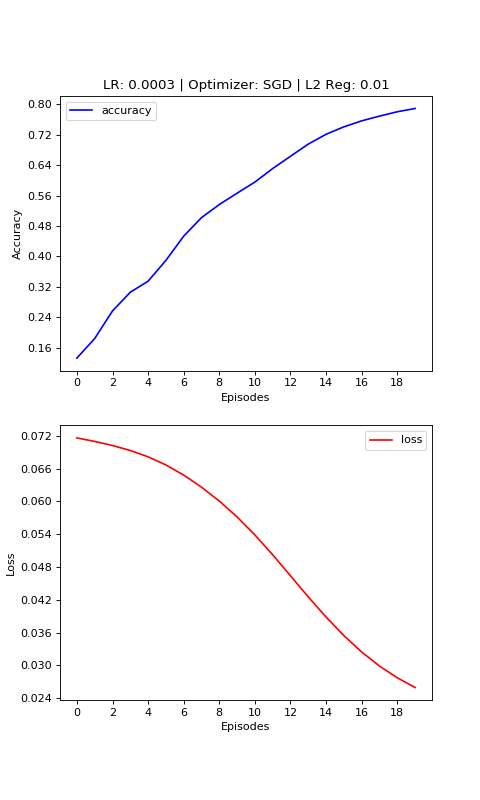 LR: 0.0003 | Optimizer: SGD | L2 Reg: 0.01
accuracy
Accuracy
0.80
0.72
0.64
0.56
0.48
0.40
0.32
0.24
0.16
0 2 4 6 8 10 12 14 16 18
Episodes
loss
Loss
0.072
0.066
0.060
0.054
0.048
0.042
0.036
0.030
0.024
0 2 4 6 8 10 12 14 16 18
Episodes